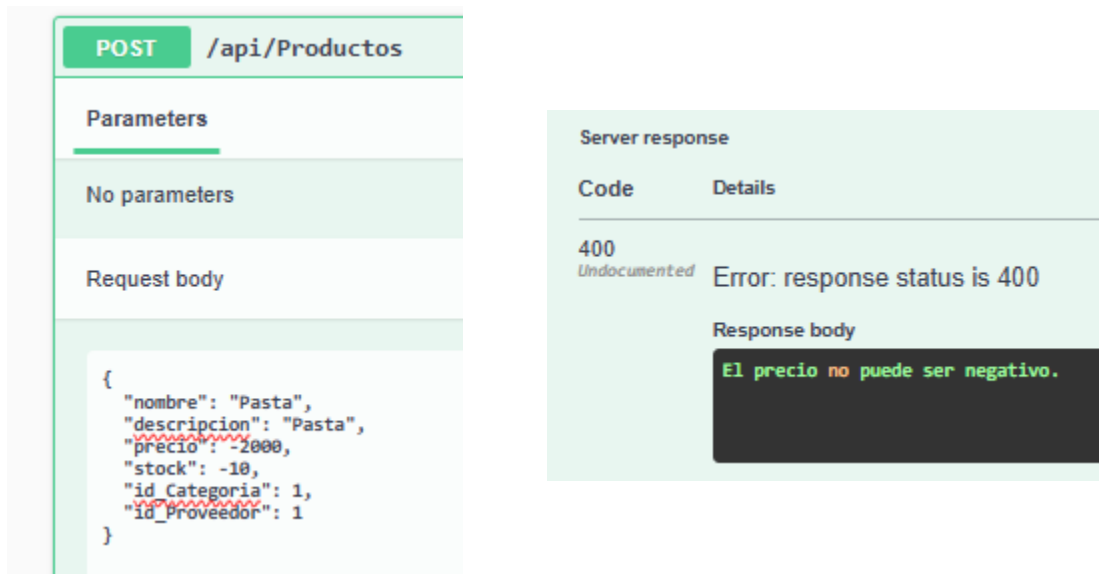 POST /api/Productos
Parameters
No parameters
Request body
{
"nombre": "Pasta",
"descripcion": "Pasta",
"precio": -2000,
"stock": -10,
"id_Categoria": 1,
"id_Proveedor": 1
}
Server response
Code Details
400
Undocumented
Error: response status is 400
Response body
El precio no puede ser negativo.